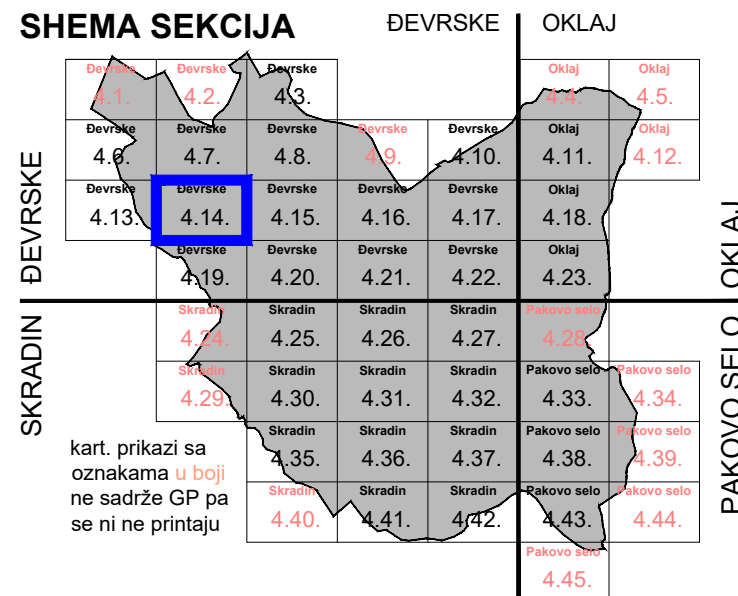 SHEMA SEKCIJA
ĐEVRSKE
OKLAJ
Đevrske Đevrske Đevrske Oklaj Oklaj
4.1. 4.2. 4.3. 4.4. 4.5.
Đevrske Đevrske Đevrske Đevrske Đevrske Oklaj Oklaj
4.6. 4.7. 4.8. 4.9. 4.10. 4.11. 4.12.
Đevrske Đevrske Đevrske Đevrske Đevrske Oklaj
4.13. 4.14. 4.15. 4.16. 4.17. 4.18.
Đevrske Đevrske Đevrske Đevrske Oklaj
4.19. 4.20. 4.21. 4.22. 4.23.
Skradin Skradin Skradin Skradin Pakovo selo
4.24. 4.25. 4.26. 4.27. 4.28.
Skradin Skradin Skradin Skradin Pakovo selo Pakovo selo
4.29. 4.30. 4.31. 4.32. 4.33. 4.34.
Skradin Skradin Skradin Pakovo selo Pakovo selo
4.35. 4.36. 4.37. 4.38. 4.39.
Skradin Skradin Skradin Pakovo selo Pakovo selo
4.40. 4.41. 4.42. 4.43. 4.44.
Pakovo selo
4.45.
ĐEVRSKE
SKRADIN
OKLAJ
PAKOVO SELO
kart. prikazi sa
oznakama u boji
ne sadrže GP pa
se ni ne printaju